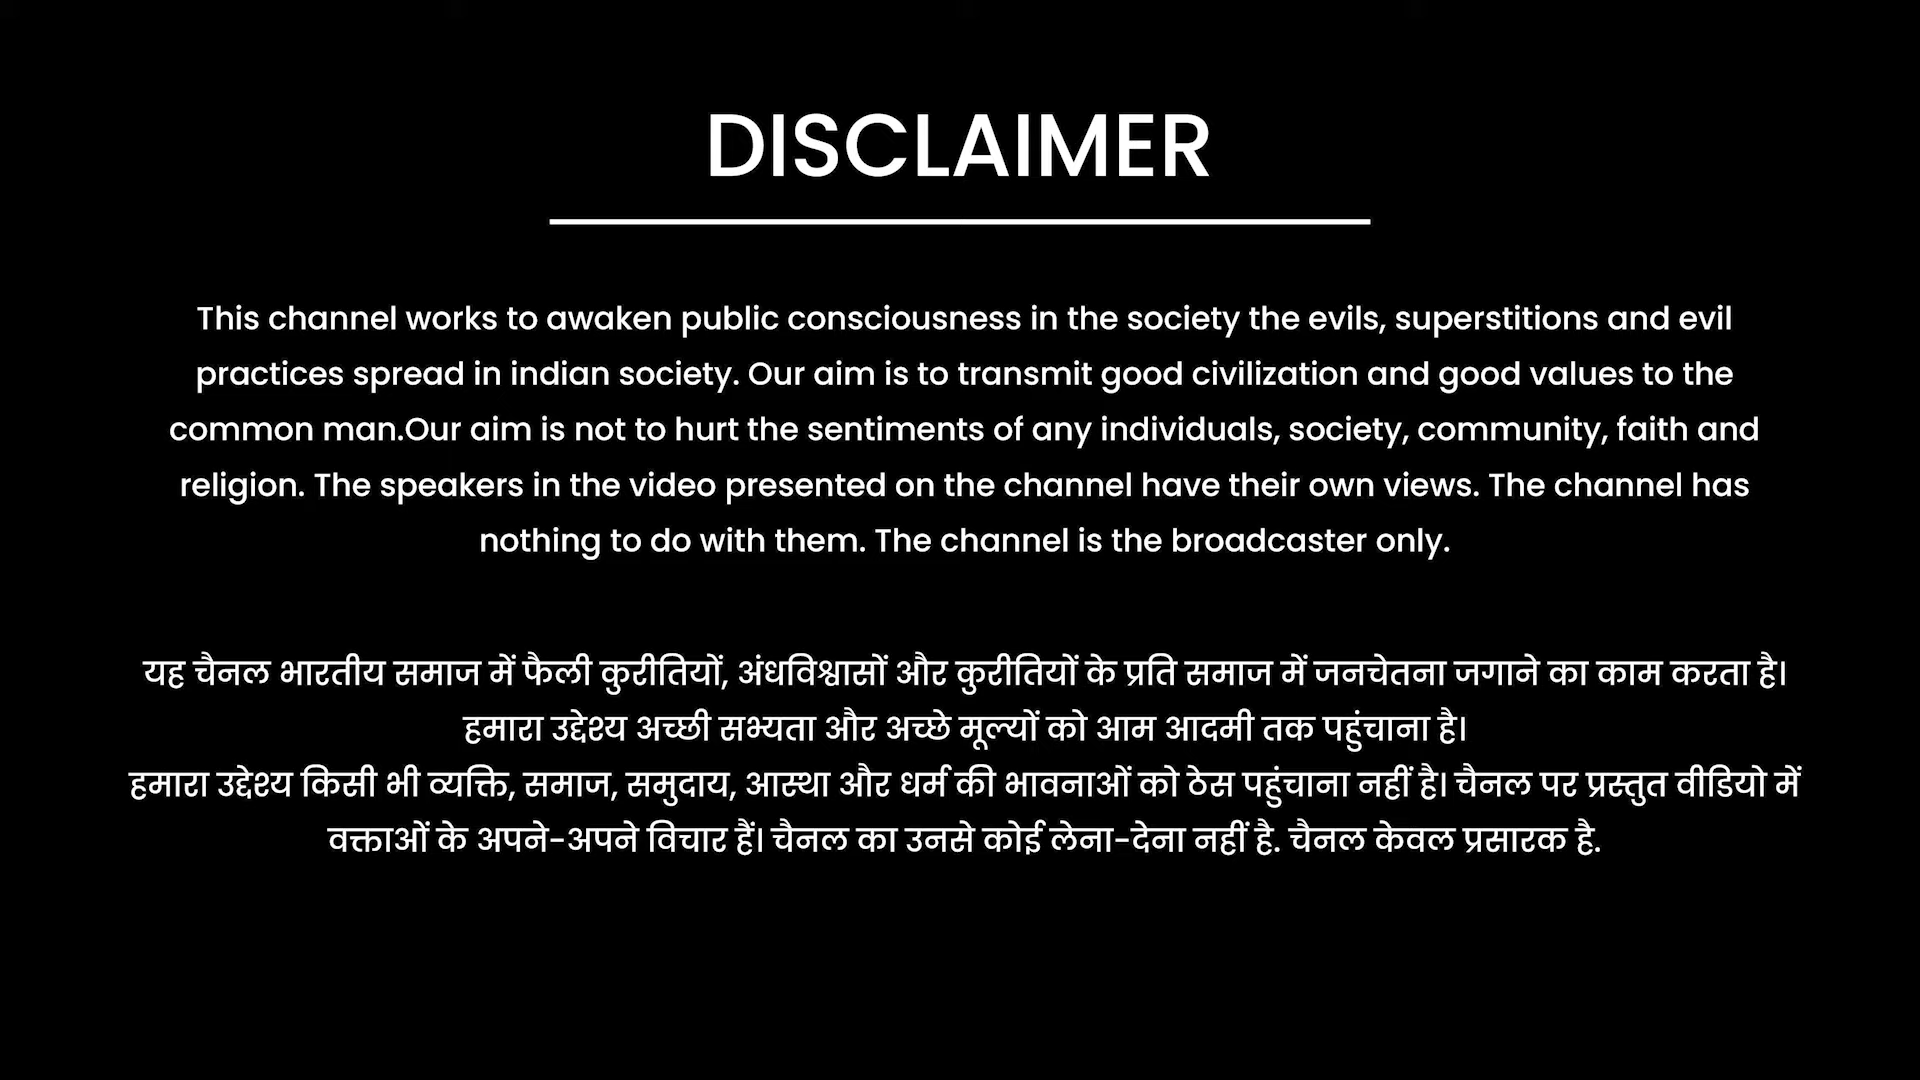 DISCLAIMER
This channel works to awaken public consciousness in the society the evils, superstitions and evil
practices spread in indian society. Our aim is to transmit good civilization and good values to the
common man.Our aim is not to hurt the sentiments of any individuals, society, community, faith and
religion. The speakers in the video presented on the channel have their own views. The channel has
nothing to do with them. The channel is the broadcaster only.
यह चैनल भारतीय समाज में फैली कुरीतियों, अंधविश्वासों और कुरीतियों के प्रति समाज में जनचेतना जगाने का काम करता है।
हमारा उद्देश्य अच्छी सभ्यता और अच्छे मूल्यों को आम आदमी तक पहुंचाना है।
हमारा उद्देश्य किसी भी व्यक्ति, समाज, समुदाय, आस्था और धर्म की भावनाओं को ठेस पहुंचाना नहीं है। चैनल पर प्रस्तुत वीडियो में
वक्ताओं के अपने-अपने विचार हैं। चैनल का उनसे कोई लेना-देना नहीं है. चैनल केवल प्रसारक है.